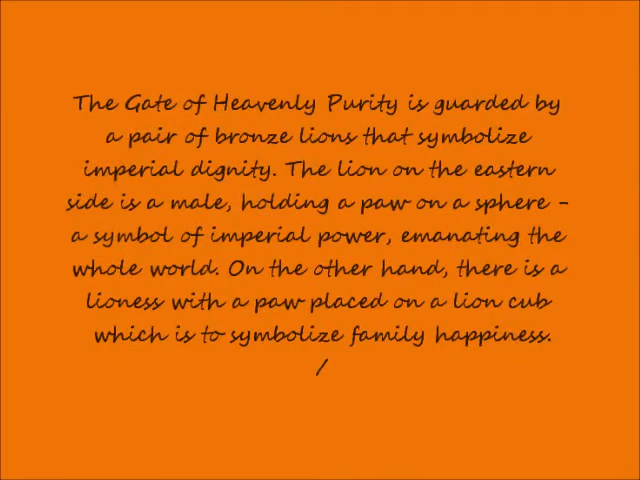 The Gate of Heavenly Purity is guarded by
a pair of bronze lions that symbolize
imperial dignity. The lion on the eastern
side is a male, holding a paw on a sphere -
a symbol of imperial power, emanating the
whole world. On the other hand, there is a
lioness with a paw placed on a lion cub
which is to symbolize family happiness.
/